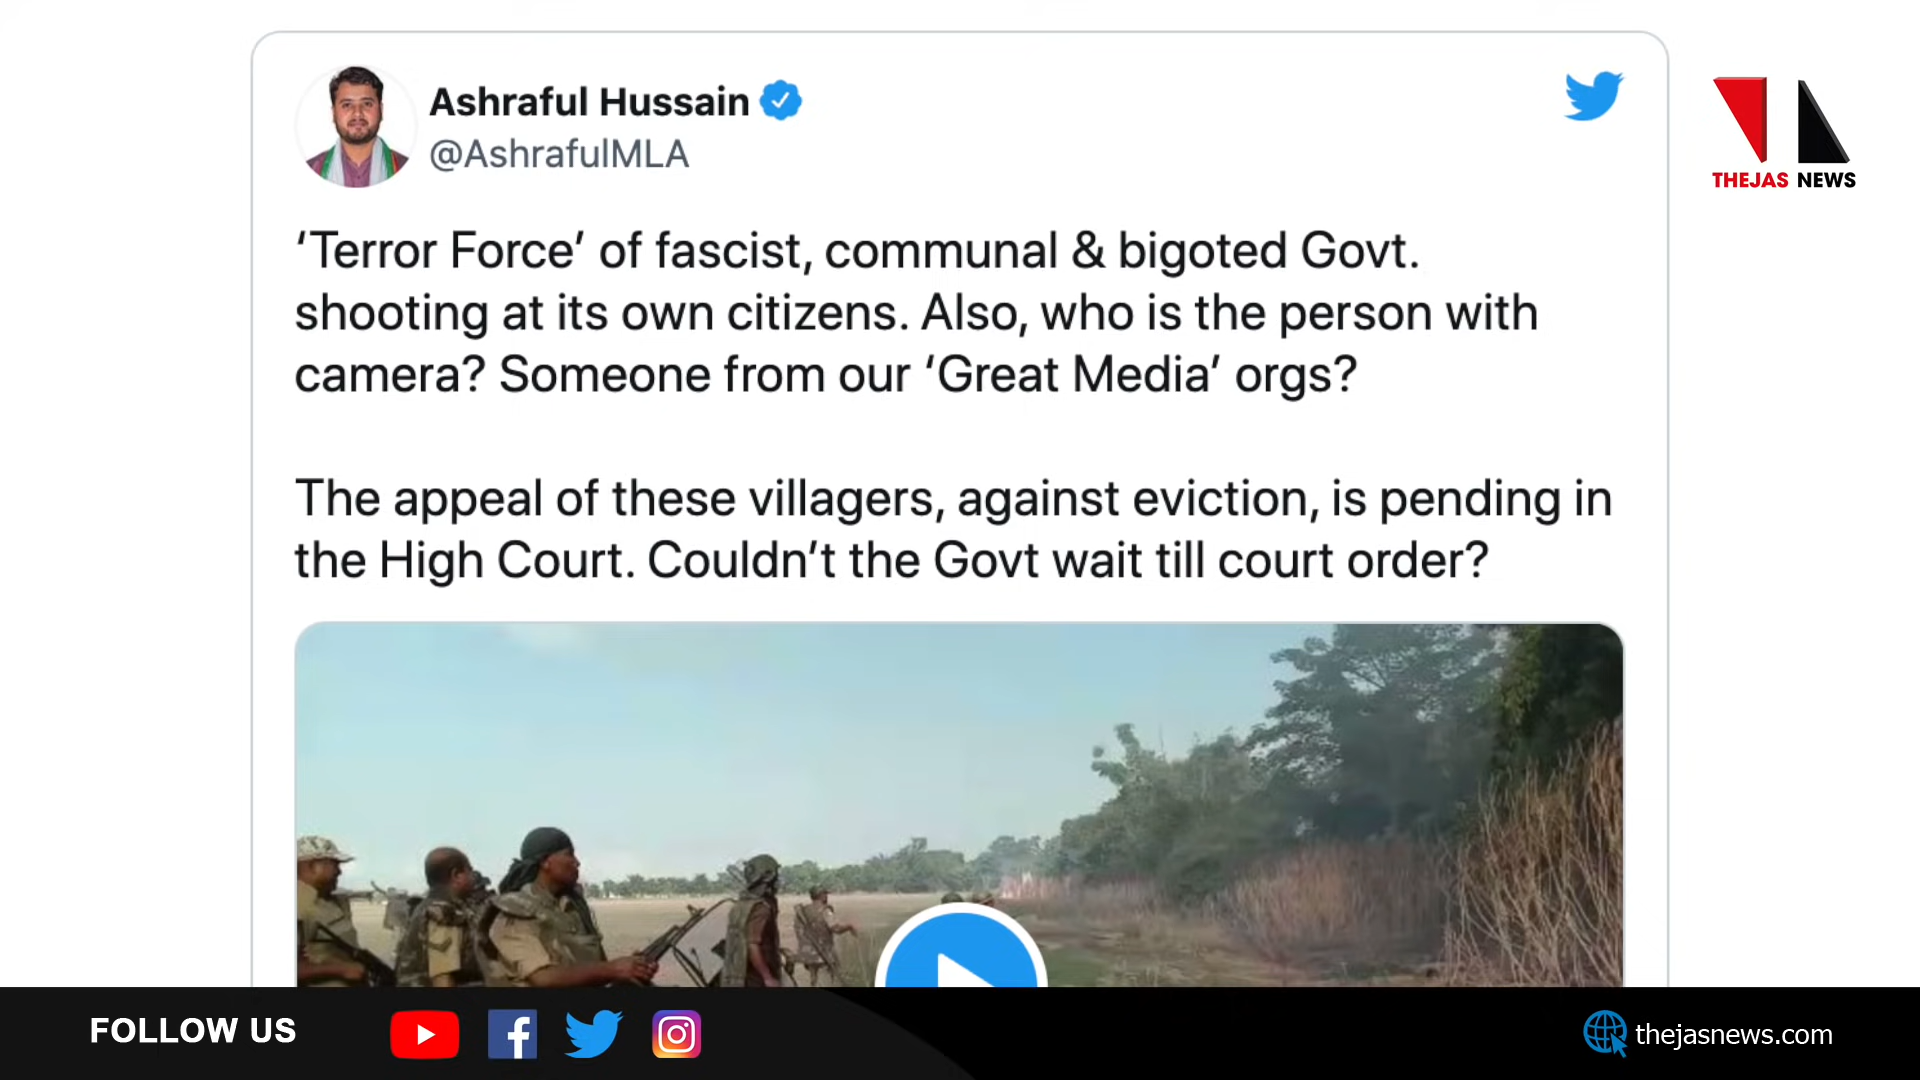 Ashraful Hussain
@AshrafulMLA
THEJAS NEWS
‘Terror Force’ of fascist, communal & bigoted Govt.
shooting at its own citizens. Also, who is the person with
camera? Someone from our ‘Great Media’ orgs?
The appeal of these villagers, against eviction, is pending in
the High Court. Couldn’t the Govt wait till court order?
FOLLOW US
thejasnews.com